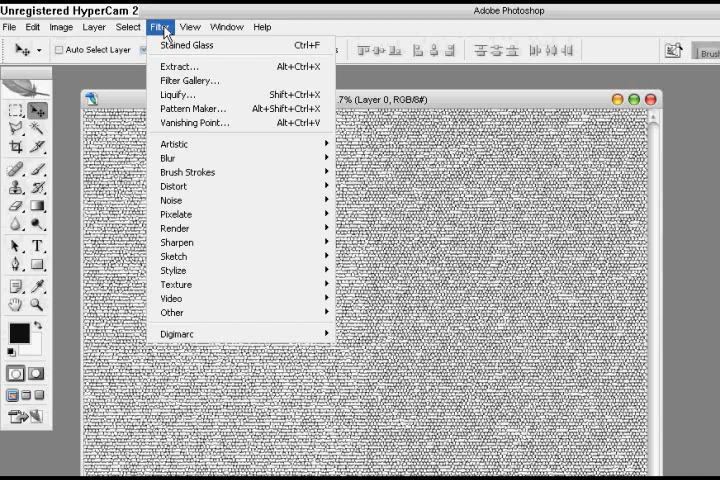 Unregistered HyperCam 2
Adobe Photoshop
File Edit Image Layer Select Filter View Window Help
Auto Select Layer
Brush
Stained Glass Ctrl+F
Extract... Alt+Ctrl+X
Filter Gallery...
Liquify... Shift+Ctrl+X
Pattern Maker... Alt+Shift+Ctrl+X
Vanishing Point... Alt+Ctrl+V
.7% (Layer 0, RGB/8#)
Artistic
Blur
Brush Strokes
Distort
Noise
Pixelate
Render
Sharpen
Sketch
Stylize
Texture
Video
Other
Digimarc